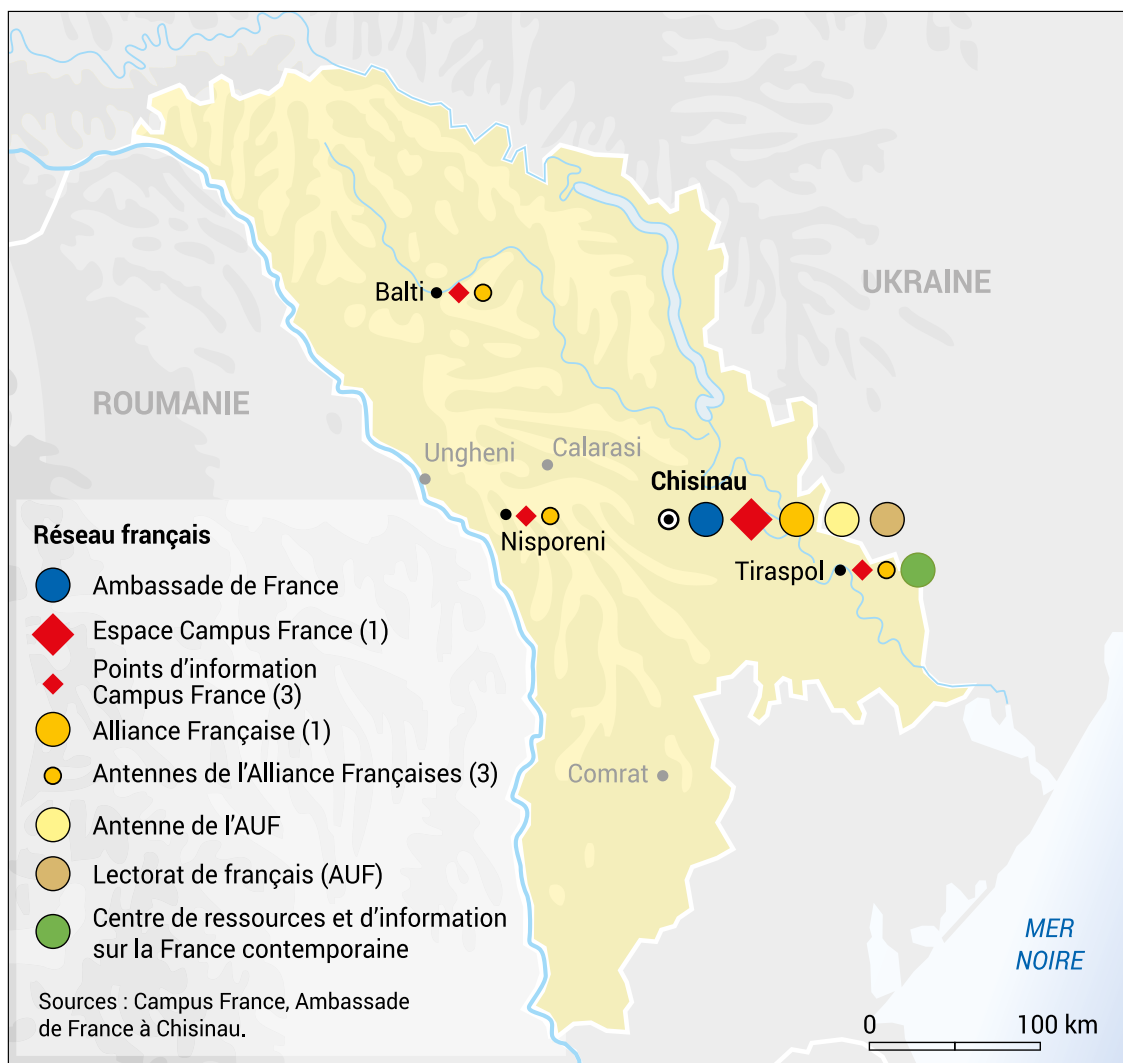 UKRAINE
Balti
ROUMANIE
Ungheni
Calarasi
Chisinau
Nisporeni
Tiraspol
Comrat
Réseau français
Ambassade de France
Espace Campus France (1)
Points d’information
Campus France (3)
Alliance Française (1)
Antennes de l’Alliance Françaises (3)
Antenne de l’AUF
Lectorat de français (AUF)
Centre de ressources et d’information
sur la France contemporaine
Sources : Campus France, Ambassade
de France à Chisinau.
MER
NOIRE
0 100 km